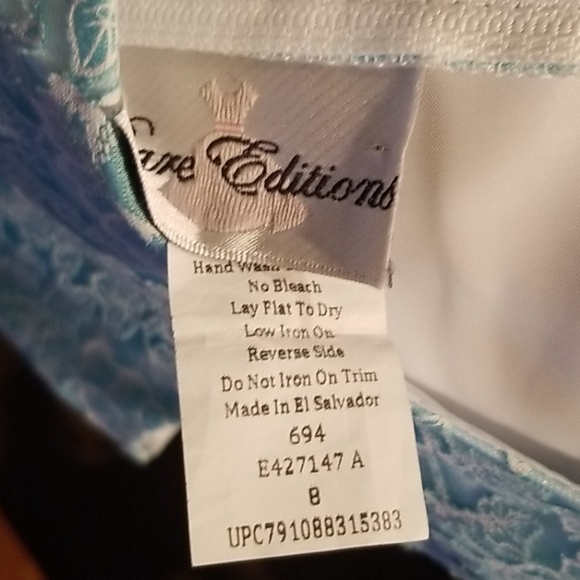 are Editions
Hand Wash
No Bleach
Lay Flat To Dry
Low Iron On
Reverse Side
Do Not Iron On Trim
Made In El Salvador
694
E427147 A
8
UPC791088315383